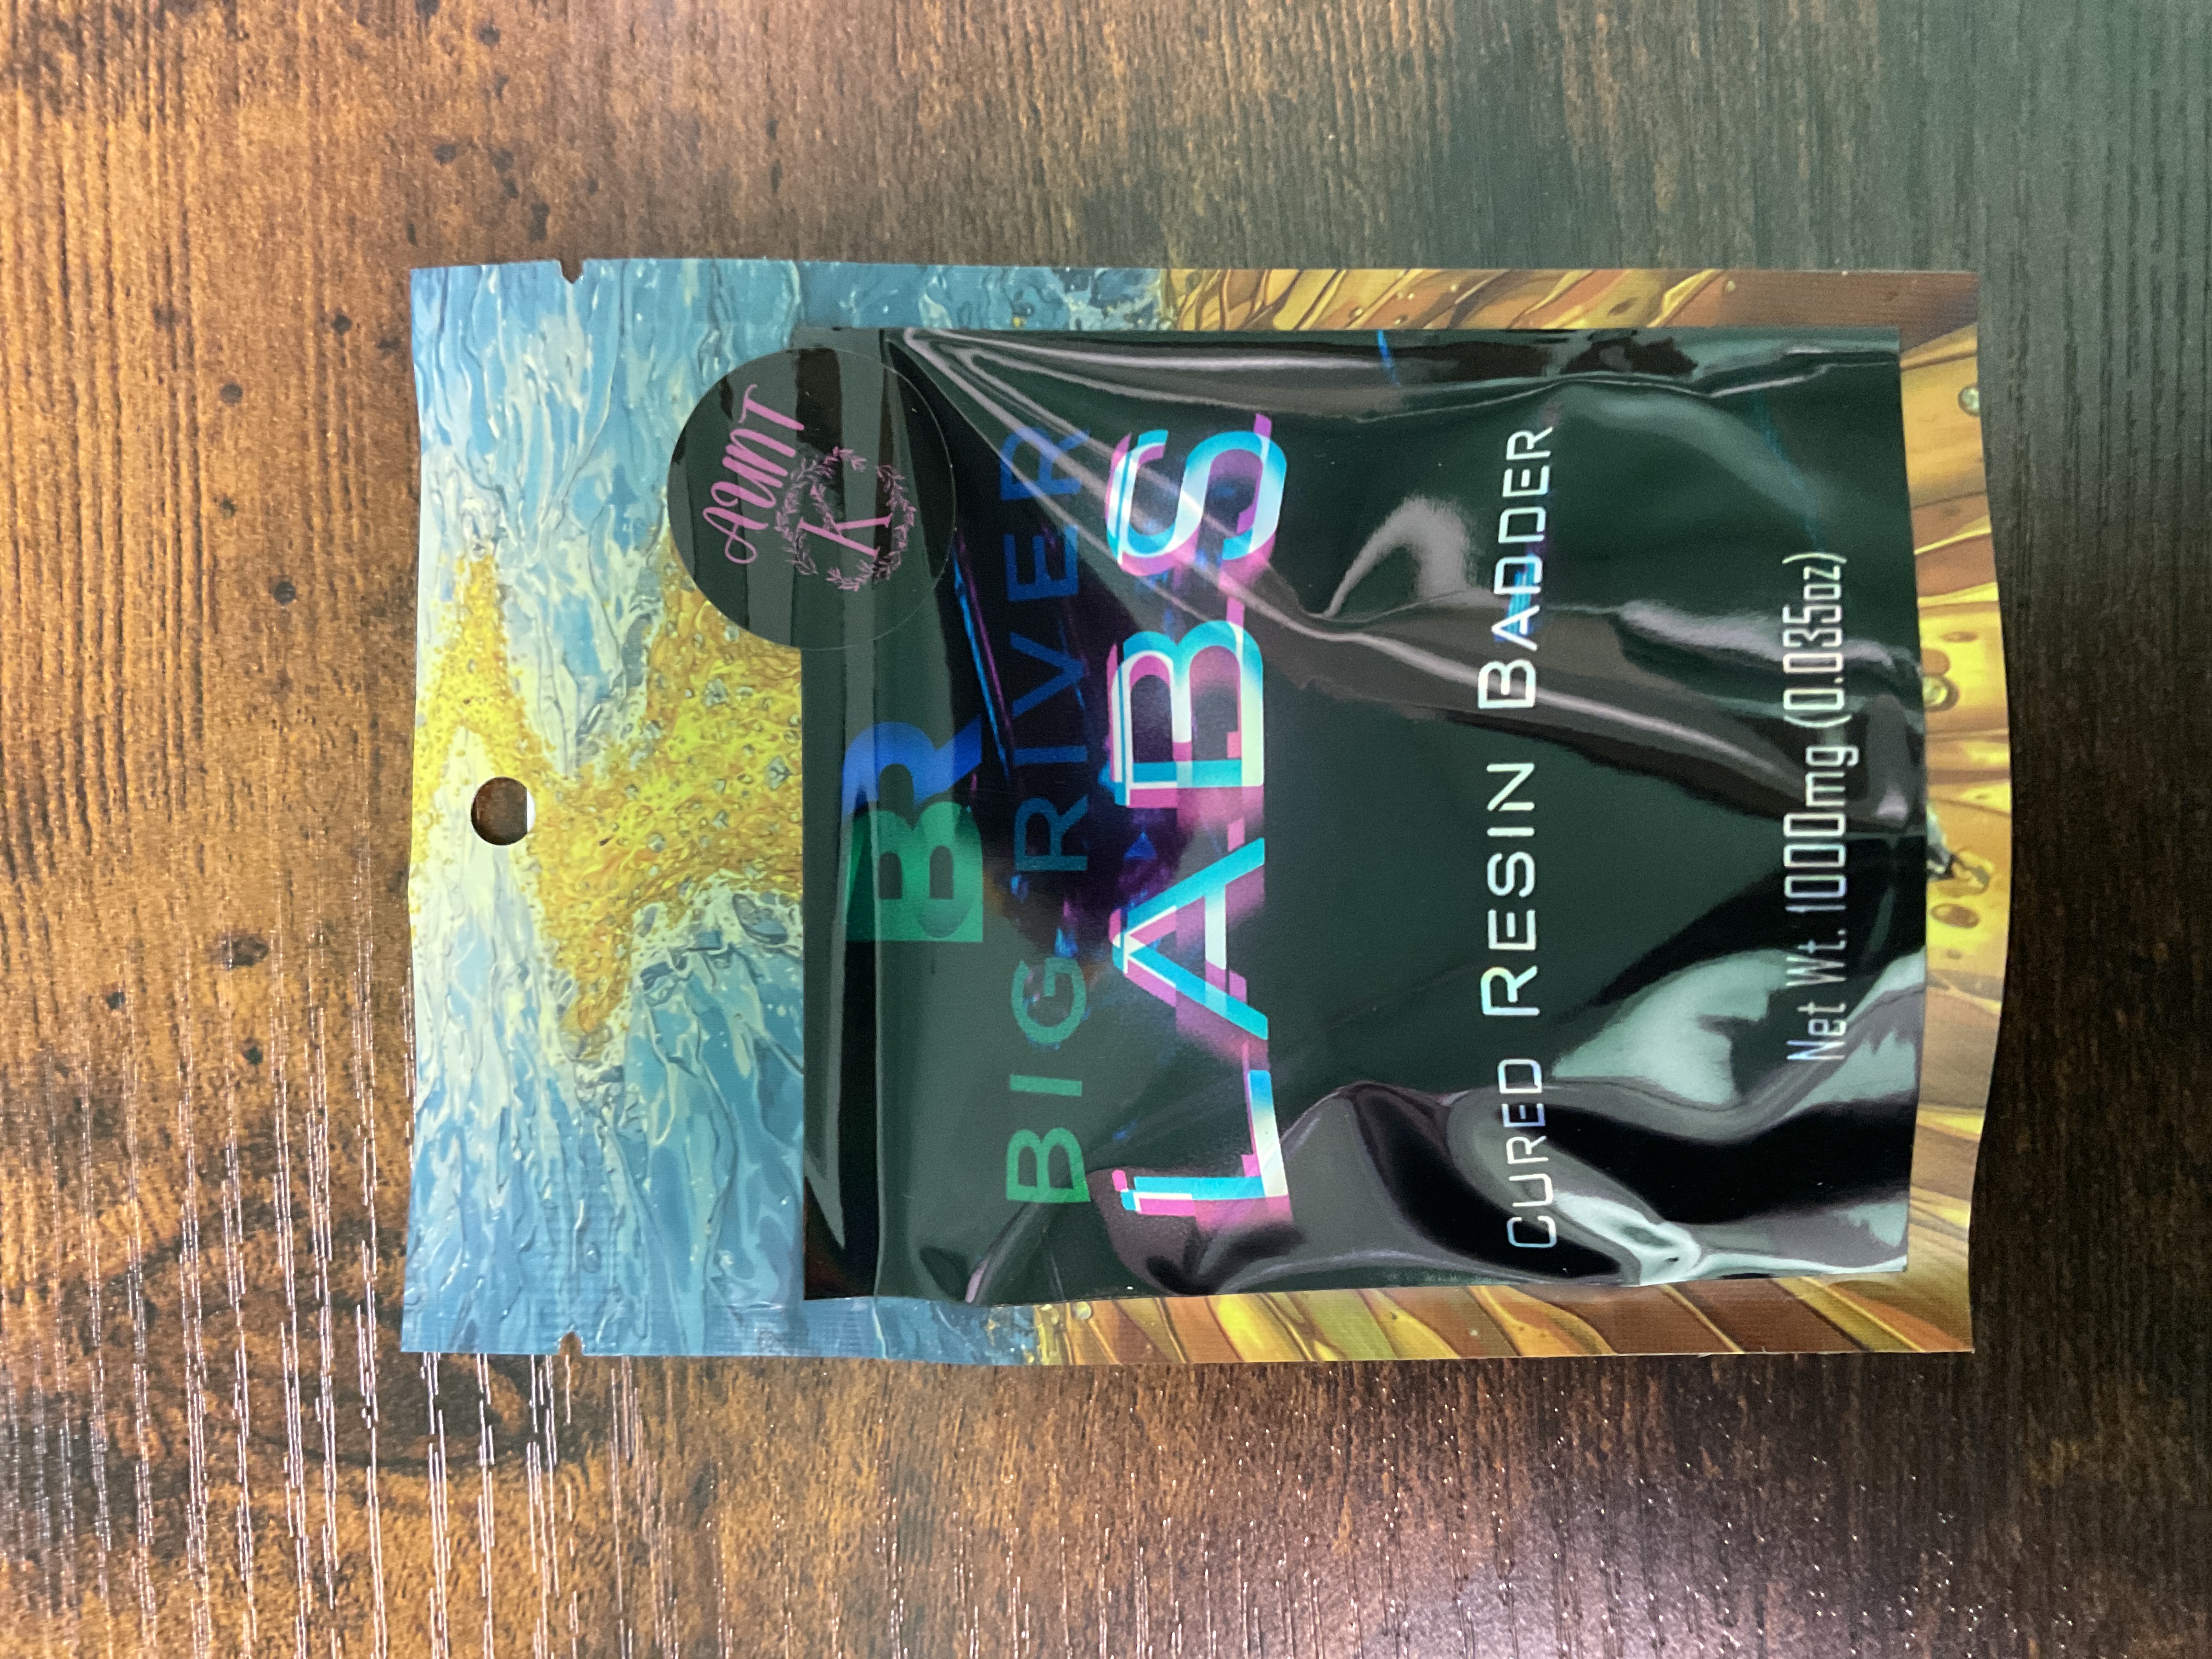 AUNT
K
BR
BIG RIVER
LABS
CURED RESIN BADDER
Net Wt. 1000mg (0.035oz)